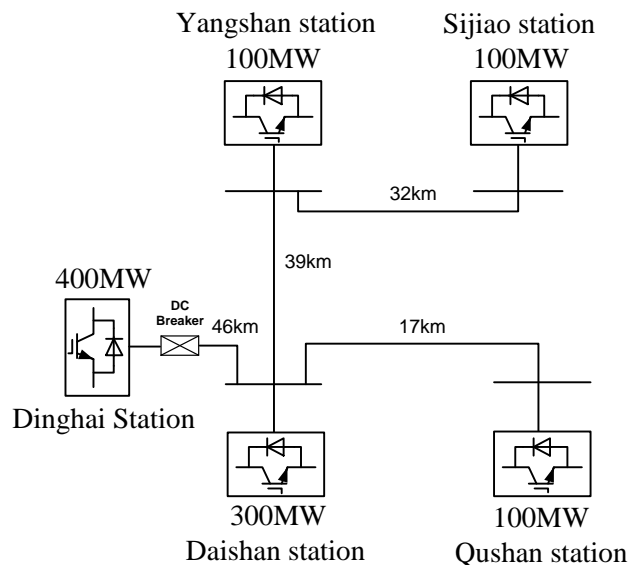 Yangshan station
100MW
Sijiao station
100MW
32km
39km
400MW
DC
Breaker
46km
17km
Dinghai Station
300MW
Daishan station
100MW
Qushan station